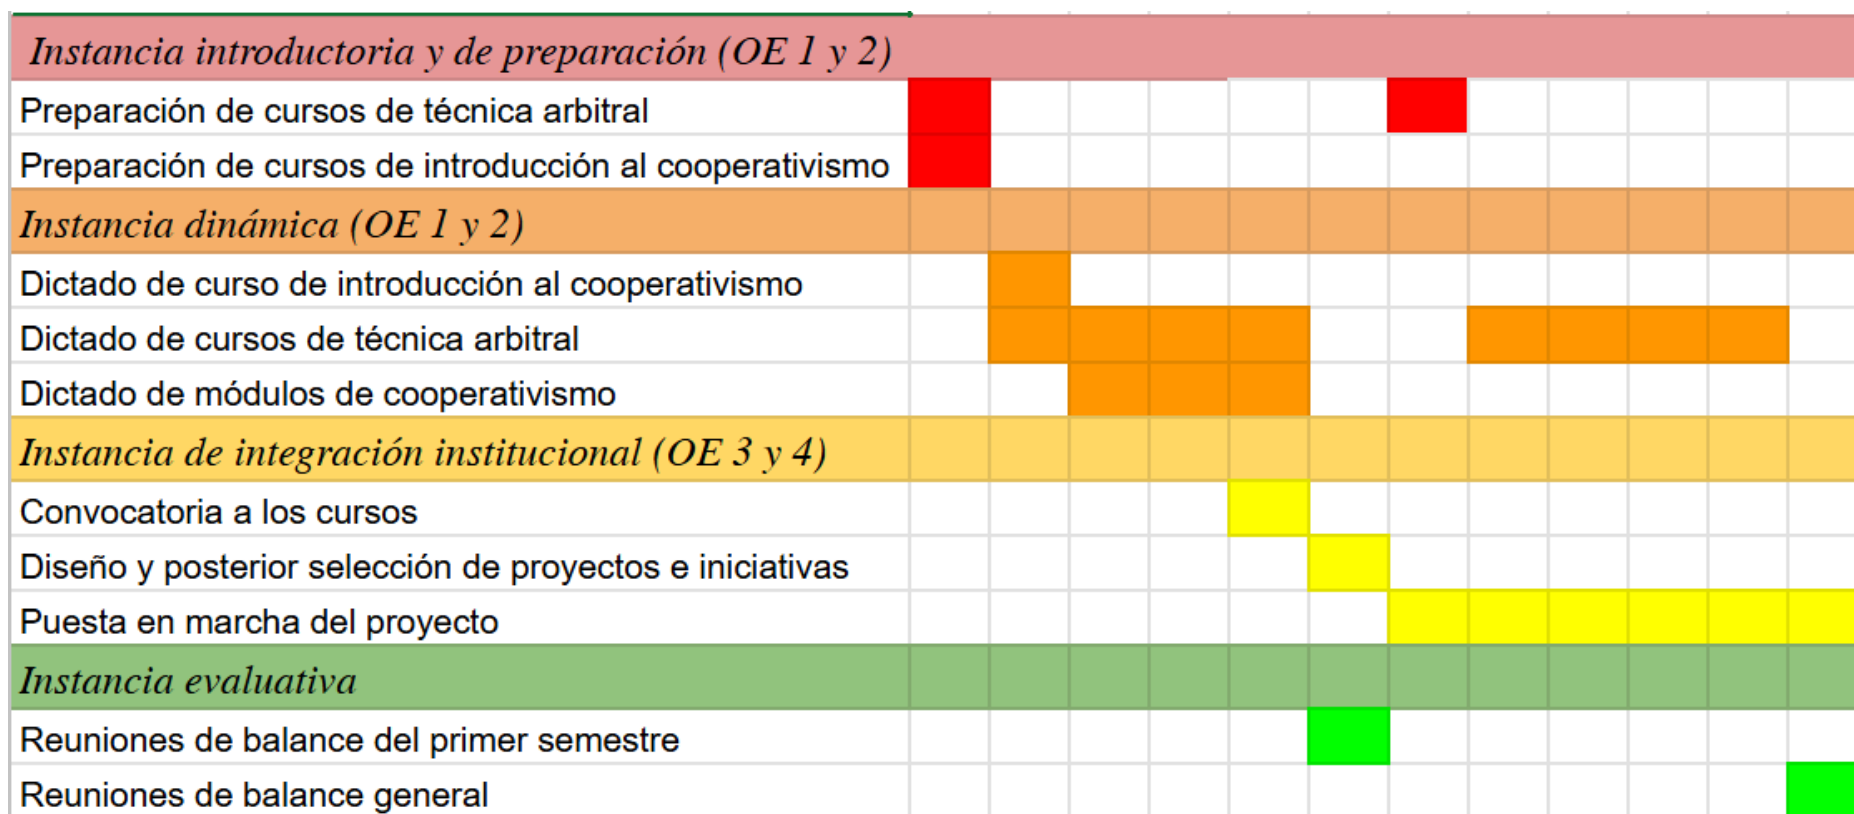 Instancia introductoria y de preparación (OE 1 y 2)
Preparación de cursos de técnica arbitral
Preparación de cursos de introducción al cooperativismo
Instancia dinámica (OE 1 y 2)
Dictado de curso de introducción al cooperativismo
Dictado de cursos de técnica arbitral
Dictado de módulos de cooperativismo
Instancia de integración institucional (OE 3 y 4)
Convocatoria a los cursos
Diseño y posterior selección de proyectos e iniciativas
Puesta en marcha del proyecto
Instancia evaluativa
Reuniones de balance del primer semestre
Reuniones de balance general